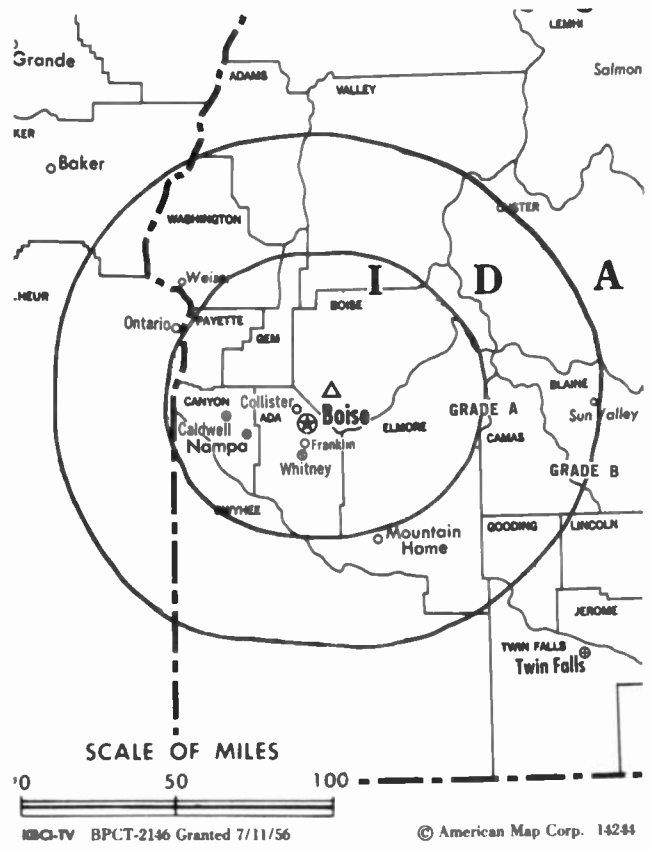 LEMHI
Grande
ADAMS
Salmon
VALLEY
KER
Baker
WASHINGTON
I D A
Weiser
HEUR
BOISE
PAYETTE
Ontario
GEM
BLAINE
CANYON
Collister
ADA
Boise
GRADE A
Sun Valley
Caldwell
ELMORE
CAMAS
Nampa
Franklin
Whitney
GRADE B
GOODING
LINCOLN
Mountain
Home
JEROME
TWIN FALLS
Twin Falls
SCALE OF MILES
0 50 100
KBCI-TV BPCT-2146 Granted 7/11/56
© American Map Corp. 14244